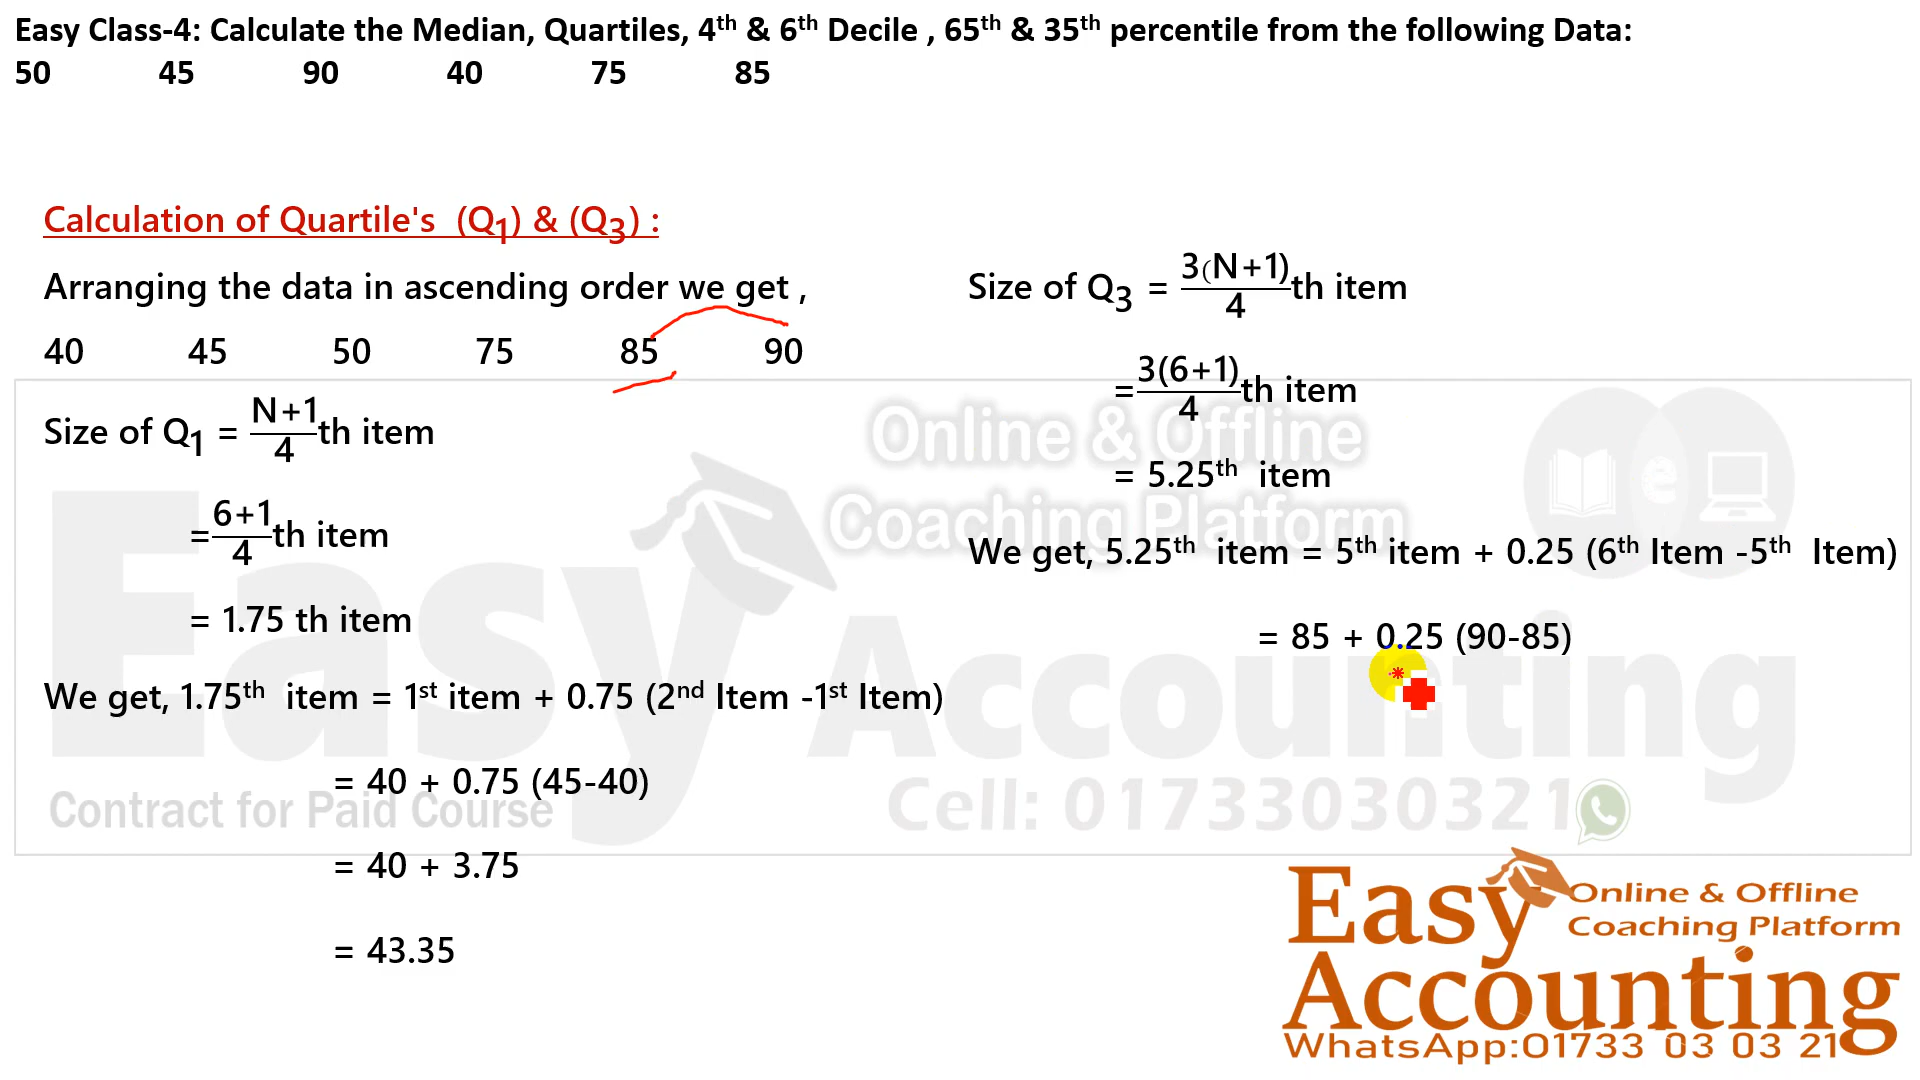 Easy Class-4: Calculate the Median, Quartiles, 4th & 6th Decile , 65th & 35th percentile from the following Data:
50 45 90 40 75 85
Calculation of Quartile's (Q1) & (Q3) :
Arranging the data in ascending order we get ,
40 45 50 75 85 90
Size of Q1 = N+1/4 th item
= 6+1/4 th item
= 1.75 th item
We get, 1.75th item = 1st item + 0.75 (2nd Item -1st Item)
= 40 + 0.75 (45-40)
= 40 + 3.75
= 43.35
Size of Q3 = 3(N+1)/4 th item
= 3(6+1)/4 th item
= 5.25th item
We get, 5.25th item = 5th item + 0.25 (6th Item -5th Item)
= 85 + 0.25 (90-85)
Online & Offline
Coaching Platform
Easy Accounting
Contract for Paid Course
Cell: 01733030321
e
Easy
Online & Offline
Coaching Platform
Accounting
WhatsApp:01733 03 03 21